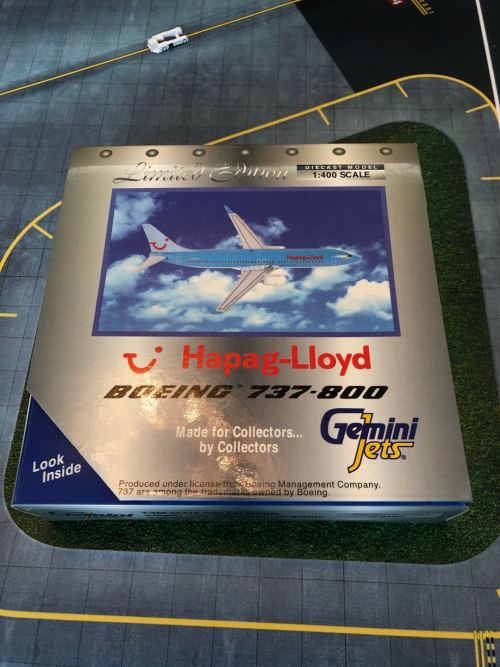 Limited Edition
DIECAST MODEL
1:400 SCALE
Hapag-Lloyd
Hapag-Lloyd
BOEING™ 737-800
Made for Collectors...
by Collectors
Gemini
Jets®
Look
Inside
Produced under license from Boeing Management Company.
737 are among the trademarks owned by Boeing.